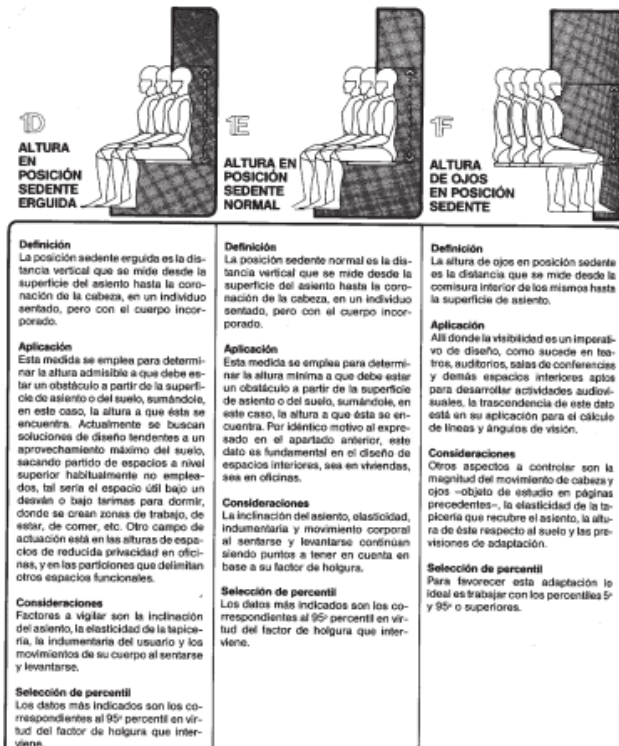 1D
ALTURA
EN
POSICIÓN
SEDENTE
ERGUIDA
Definición
La posición sedente erguida es la dis-
tancia vertical que se mide desde la
superficie del asiento hasta la coro-
nación de la cabeza, en un individuo
sentado, pero con el cuerpo incor-
porado.
Aplicación
Esta medida se emplea para determi-
nar la altura admisible a que debe es-
tar un obstáculo a partir de la superfi-
cie de asiento o del suelo, sumándole,
en este caso, la altura a que ésta se
encuentra. Actualmente se buscan
soluciones de diseño tendentes a un
aprovechamiento máximo del suelo,
sacando partido de espacios a nivel
superior habitualmente no emplea-
dos, tal sería el espacio útil bajo un
desván o bajo tarimas para dormir,
donde se crean zonas de trabajo, de
estar, de comer, etc. Otro campo de
actuación está en las alturas de espa-
cios de reducida privacidad en ofici-
nas, y en las particiones que delimitan
otros espacios funcionales.
Consideraciones
Factores a vigilar son la inclinación
del asiento, la elasticidad de la tapice-
ría, la indumentaria del usuario y los
movimientos de su cuerpo al sentarse
y levantarse.
Selección de percentil
Los datos más indicados son los co-
rrespondientes al 95º percentil en vir-
tud del factor de holgura que inter-
viene.
1E
ALTURA EN
POSICIÓN
SEDENTE
NORMAL
Definición
La posición sedente normal es la dis-
tancia vertical que se mide desde la
superficie del asiento hasta la coro-
nación de la cabeza, en un individuo
sentado, pero con el cuerpo incor-
porado.
Aplicación
Esta medida se emplea para determi-
nar la altura mínima a que debe estar
un obstáculo a partir de la superficie
de asiento o del suelo, sumándole, en
este caso, la altura a que ésta se en-
cuentra. Por idéntico motivo al expre-
sado en el apartado anterior, este
dato es fundamental en el diseño de
espacios interiores, sea en viviendas,
sea en oficinas.
Consideraciones
La inclinación del asiento, elasticidad,
indumentaria y movimiento corporal
al sentarse y levantarse continúan
siendo puntos a tener en cuenta en
base a su factor de holgura.
Selección de percentil
Los datos más indicados son los co-
rrespondientes al 95º percentil en vir-
tud del factor de holgura que inter-
viene.
1F
ALTURA
DE OJOS
EN POSICIÓN
SEDENTE
Definición
La altura de ojos en posición sedente
es la distancia que se mide desde la
comisura interior de los mismos hasta
la superficie de asiento.
Aplicación
Allí donde la visibilidad es un imperati-
vo de diseño, como sucede en tea-
tros, auditorios, salas de conferencias
y demás espacios interiores aptos
para desarrollar actividades audiovi-
suales, la trascendencia de este dato
está en su aplicación para el cálculo
de líneas y ángulos de visión.
Consideraciones
Otros aspectos a controlar son la
magnitud del movimiento de cabeza y
ojos –objeto de estudio en páginas
precedentes–, la elasticidad de la ta-
picería que recubre el asiento, la altu-
ra de éste respecto al suelo y las pre-
visiones de adaptación.
Selección de percentil
Para favorecer esta adaptación lo
ideal es trabajar con los percentiles 5º
y 95º o superiores.